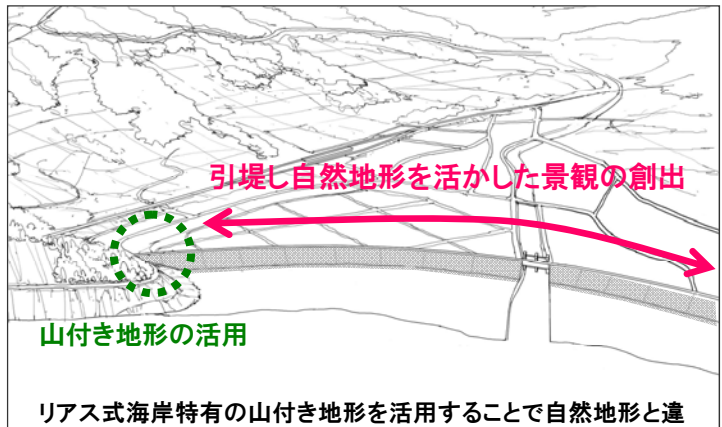 引堤し自然地形を活かした景観の創出
山付き地形の活用
リアス式海岸特有の山付き地形を活用することで自然地形と違